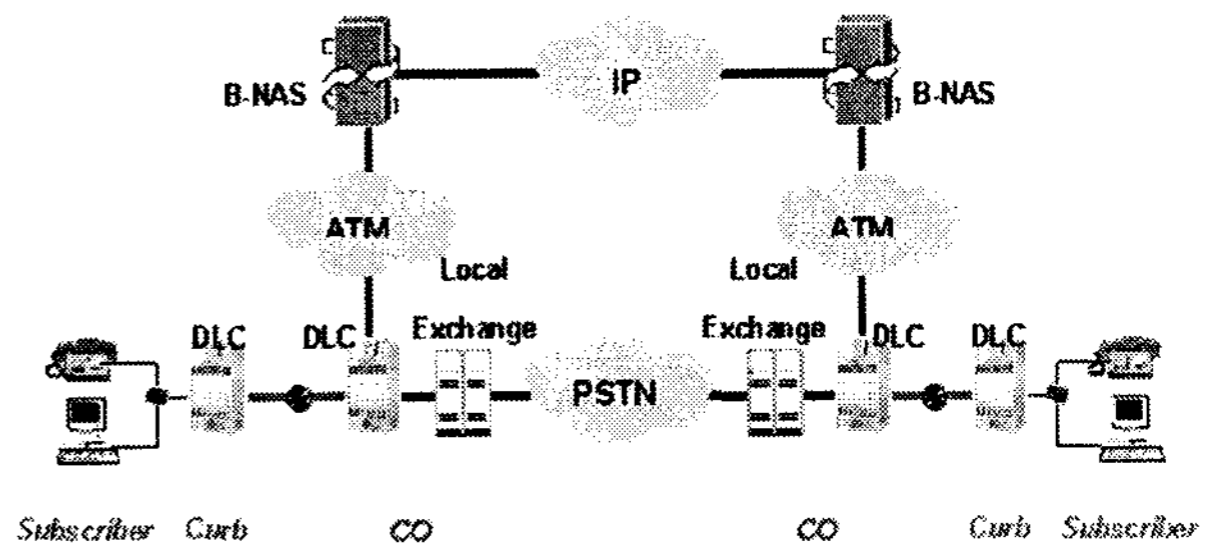 IP
B-NAS
B-NAS
ATM
ATM
Local
Local
DLC
DLC
Exchange
Exchange
DLC
DLC
PSTN
Subscriber
Curb
CO
CO
Curb
Subscriber